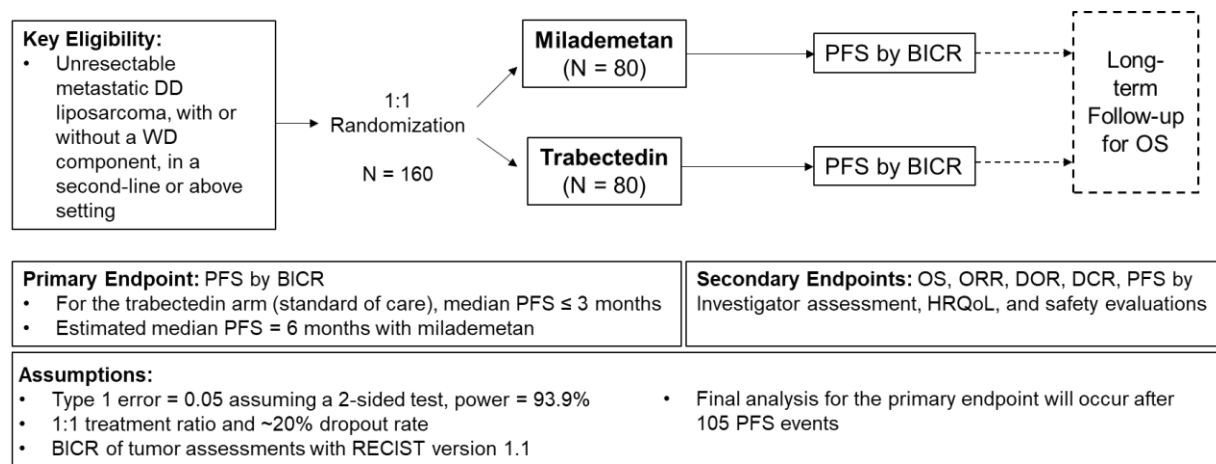 Key Eligibility:
• Unresectable
metastatic DD
liposarcoma, with or
without a WD
component, in a
second-line or above
setting
1:1
Randomization
N = 160
Milademetan
(N = 80)
PFS by BICR
Trabectedin
(N = 80)
PFS by BICR
Long-
term
Follow-up
for OS
Primary Endpoint: PFS by BICR
• For the trabectedin arm (standard of care), median PFS ≤ 3 months
• Estimated median PFS = 6 months with milademetan
Secondary Endpoints: OS, ORR, DOR, DCR, PFS by
Investigator assessment, HRQoL, and safety evaluations
Assumptions:
• Type 1 error = 0.05 assuming a 2-sided test, power = 93.9%
• 1:1 treatment ratio and ~20% dropout rate
• BICR of tumor assessments with RECIST version 1.1
• Final analysis for the primary endpoint will occur after
105 PFS events